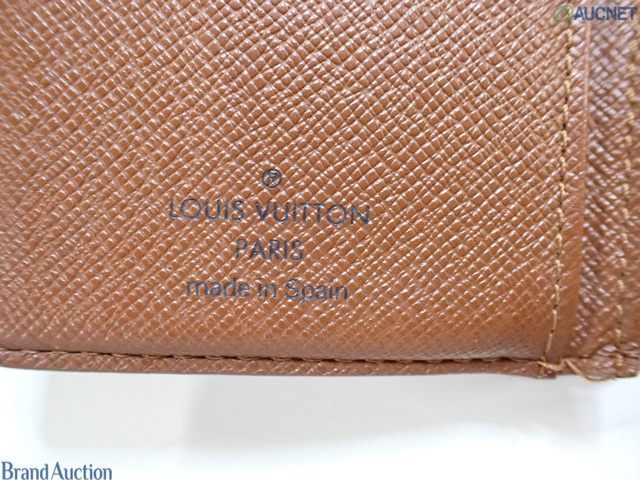 AUCNET
®
LOUIS VUITTON
PARIS
made in Spain
Brand Auction